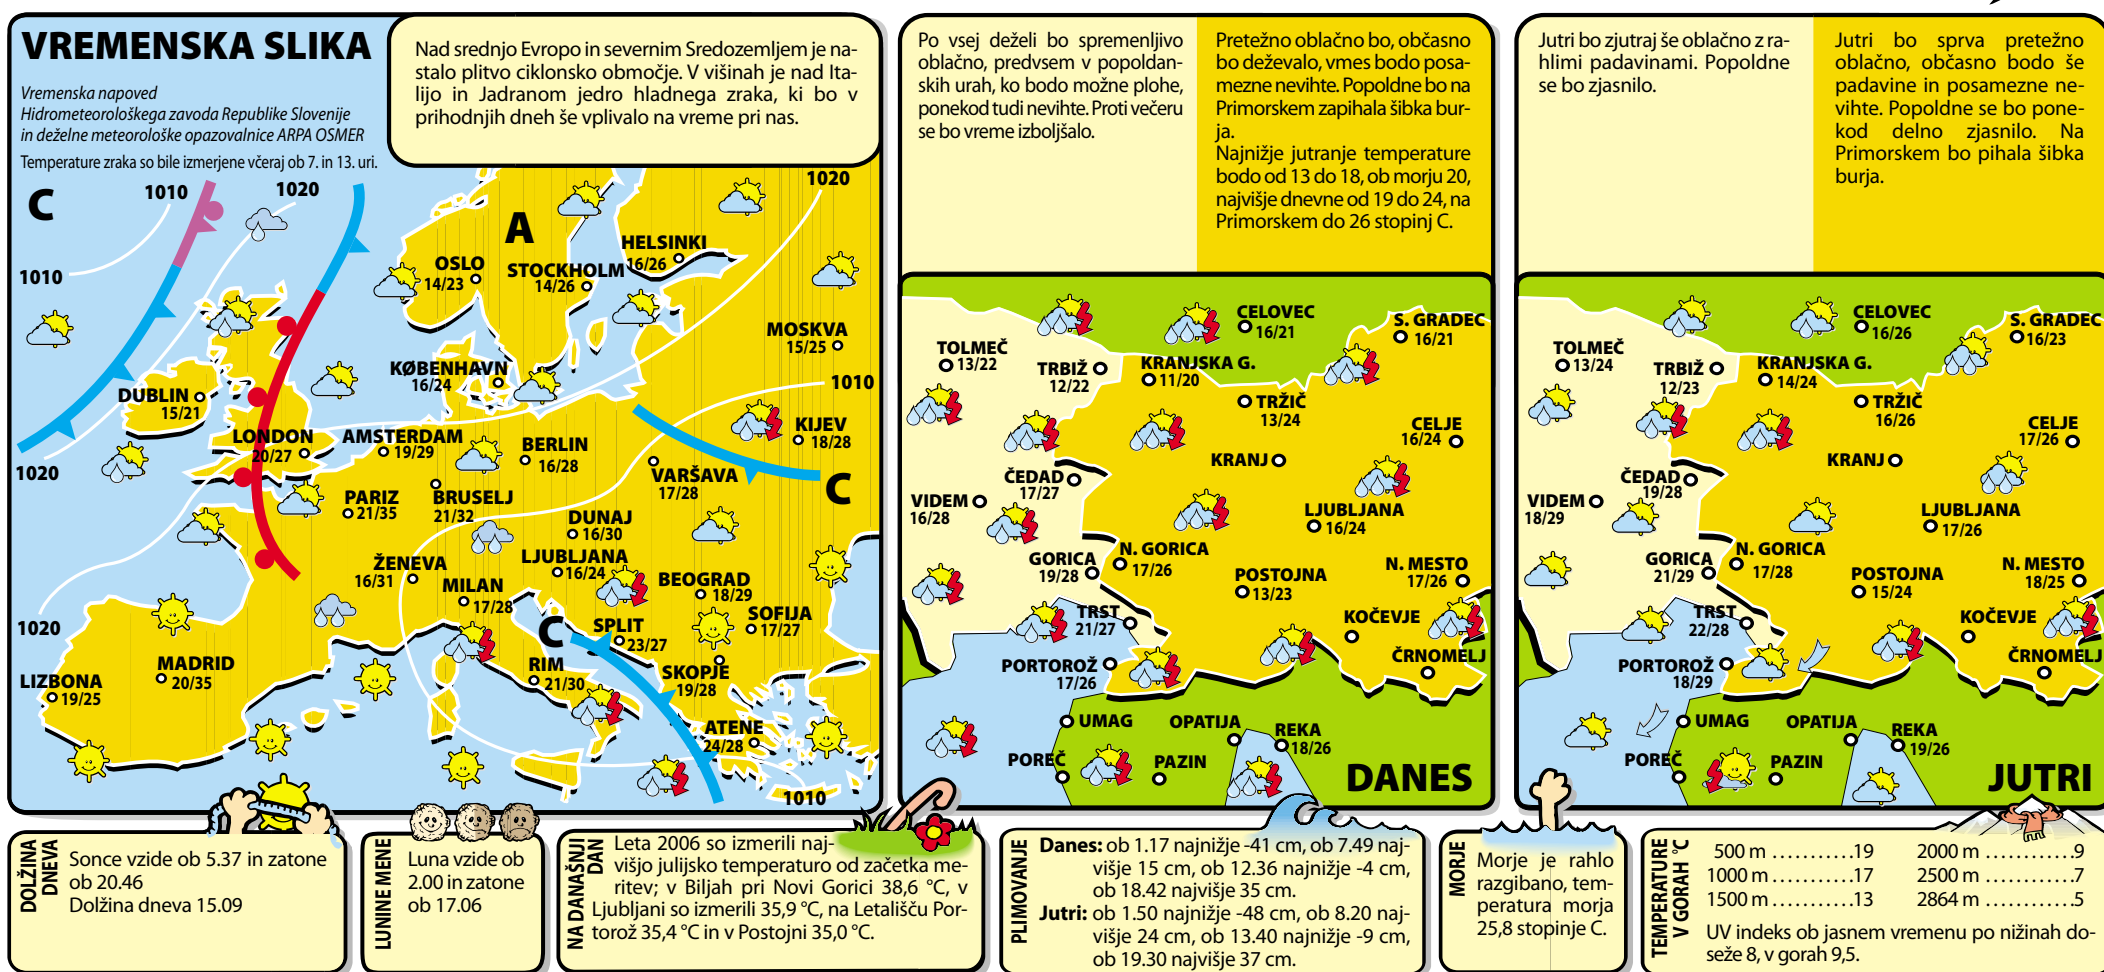 VREMENSKA SLIKA
Vremenska napoved
Hidrometeorološkega zavoda Republike Slovenije
in deželne meteorološke opazovalnice ARPA OSMER
Temperature zraka so bile izmerjene včeraj ob 7. in 13. uri.
Nad srednjo Evropo in severnim Sredozemljem je na-
stalo plitvo ciklonsko območje. V višinah je nad Ita-
lijo in Jadranom jedro hladnega zraka, ki bo v
prihodnjih dneh še vplivalo na vreme pri nas.
C
1010
1020
1020
A
HELSINKI
16/26
OSLO
14/23
STOCKHOLM
14/26
1010
MOSKVA
15/25
KØBENHAVN
16/24
1010
DUBLIN
15/21
LONDON
20/27
AMSTERDAM
19/29
BERLIN
16/28
KIJEV
18/28
1020
VARŠAVA
17/28
C
PARIZ
21/35
BRUSELJ
21/32
DUNAJ
16/30
ŽENEVA
16/31
LJUBLJANA
16/24
MILAN
17/28
BEOGRAD
18/29
SOFIJA
17/27
1020
C
SPLIT
23/27
MADRID
20/35
RIM
21/30
SKOPJE
19/28
LIZBONA
19/25
ATENE
24/28
1010
Po vsej deželi bo spremenljivo
oblačno, predvsem v popoldan-
skih urah, ko bodo možne plohe,
ponekod tudi nevihte. Proti večeru
se bo vreme izboljšalo.
Pretežno oblačno bo, občasno
bo deževalo, vmes bodo posa-
mezne nevihte. Popoldne bo na
Primorskem zapihala šibka bur-
ja.
Najnižje jutranje temperature
bodo od 13 do 18, ob morju 20,
najvišje dnevne od 19 do 24, na
Primorskem do 26 stopinj C.
CELOVEC
16/21
S. GRADEC
16/21
TOLMEČ
13/22
TRBIŽ
12/22
KRANJSKA G.
11/20
TRŽIČ
13/24
CELJE
16/24
KRANJ
ČEDAD
17/27
VIDEM
16/28
LJUBLJANA
16/24
GORICA
19/28
N. GORICA
17/26
POSTOJNA
13/23
N. MESTO
17/26
TRST
21/27
KOČEVJE
PORTOROŽ
17/26
ČRNOMELJ
UMAG
OPATIJA
REKA
18/26
POREČ
PAZIN
DANES
Jutri bo zjutraj še oblačno z ra-
hlimi padavinami. Popoldne
se bo zjasnilo.
Jutri bo sprva pretežno
oblačno, občasno bodo še
padavine in posamezne ne-
vihte. Popoldne se bo pone-
kod delno zjasnilo. Na
Primorskem bo pihala šibka
burja.
CELOVEC
16/26
S. GRADEC
16/23
TOLMEČ
13/24
TRBIŽ
12/23
KRANJSKA G.
14/24
TRŽIČ
16/26
CELJE
17/26
KRANJ
ČEDAD
19/28
VIDEM
18/29
LJUBLJANA
17/26
GORICA
21/29
N. GORICA
17/28
POSTOJNA
15/24
N. MESTO
18/25
TRST
22/28
KOČEVJE
PORTOROŽ
18/29
ČRNOMELJ
UMAG
OPATIJA
REKA
19/26
POREČ
PAZIN
JUTRI
DOLŽINA
DNEVA
Sonce vzide ob 5.37 in zatone
ob 20.46
Dolžina dneva 15.09
LUNINE MENE
Luna vzide ob
2.00 in zatone
ob 17.06
NA DANAŠNJI
DAN
Leta 2006 so izmerili naj-
višjo julijsko temperaturo od začetka me-
ritev; v Biljah pri Novi Gorici 38,6 °C, v
Ljubljani so izmerili 35,9 °C, na Letališču Por-
torož 35,4 °C in v Postojni 35,0 °C.
PLIMOVANJE
Danes: ob 1.17 najnižje -41 cm, ob 7.49 naj-
višje 15 cm, ob 12.36 najnižje -4 cm,
ob 18.42 najvišje 35 cm.
Jutri: ob 1.50 najnižje -48 cm, ob 8.20 naj-
višje 24 cm, ob 13.40 najnižje -9 cm,
ob 19.30 najvišje 37 cm.
MORJE
Morje je rahlo
razgibano, tem-
peratura morja
25,8 stopinje C.
TEMPERATURE °C
V GORAH
500 m ...........19
1000 m ..........17
1500 m ..........13
2000 m ............9
2500 m ............7
2864 m ............5
UV indeks ob jasnem vremenu po nižinah do-
seže 8, v gorah 9,5.